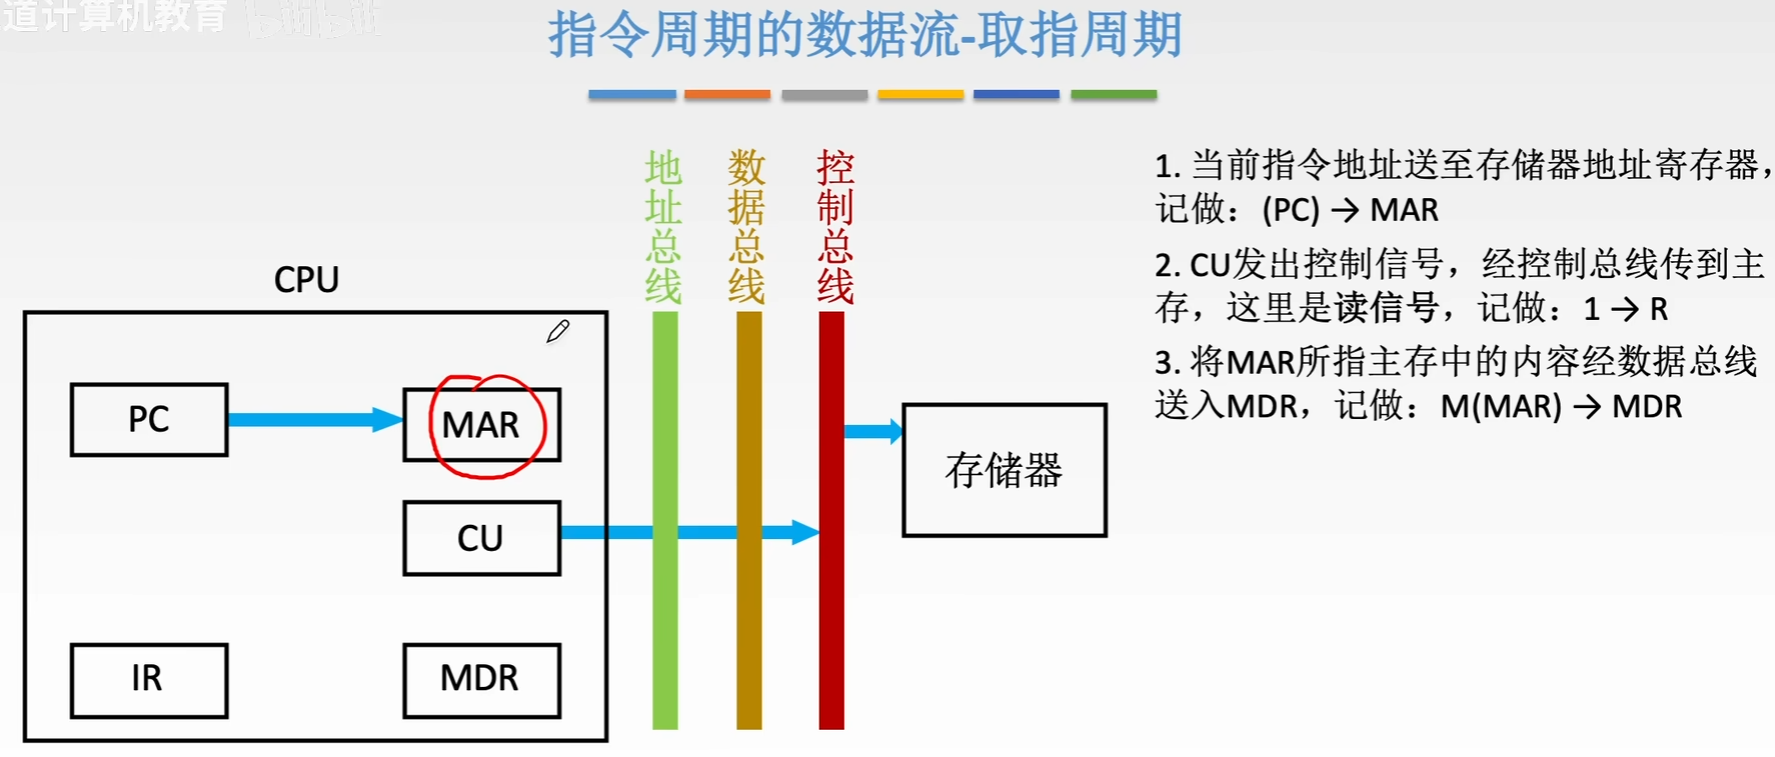 道计算机教育 bilibili
指令周期的数据流-取指周期
地址总线
数据总线
控制总线
1. 当前指令地址送至存储器地址寄存器，
记做：(PC) → MAR
2. CU发出控制信号，经控制总线传到主
存，这里是读信号，记做：1 → R
3. 将MAR所指主存中的内容经数据总线
送入MDR，记做：M(MAR) → MDR
CPU
PC
MAR
CU
IR
MDR
存储器